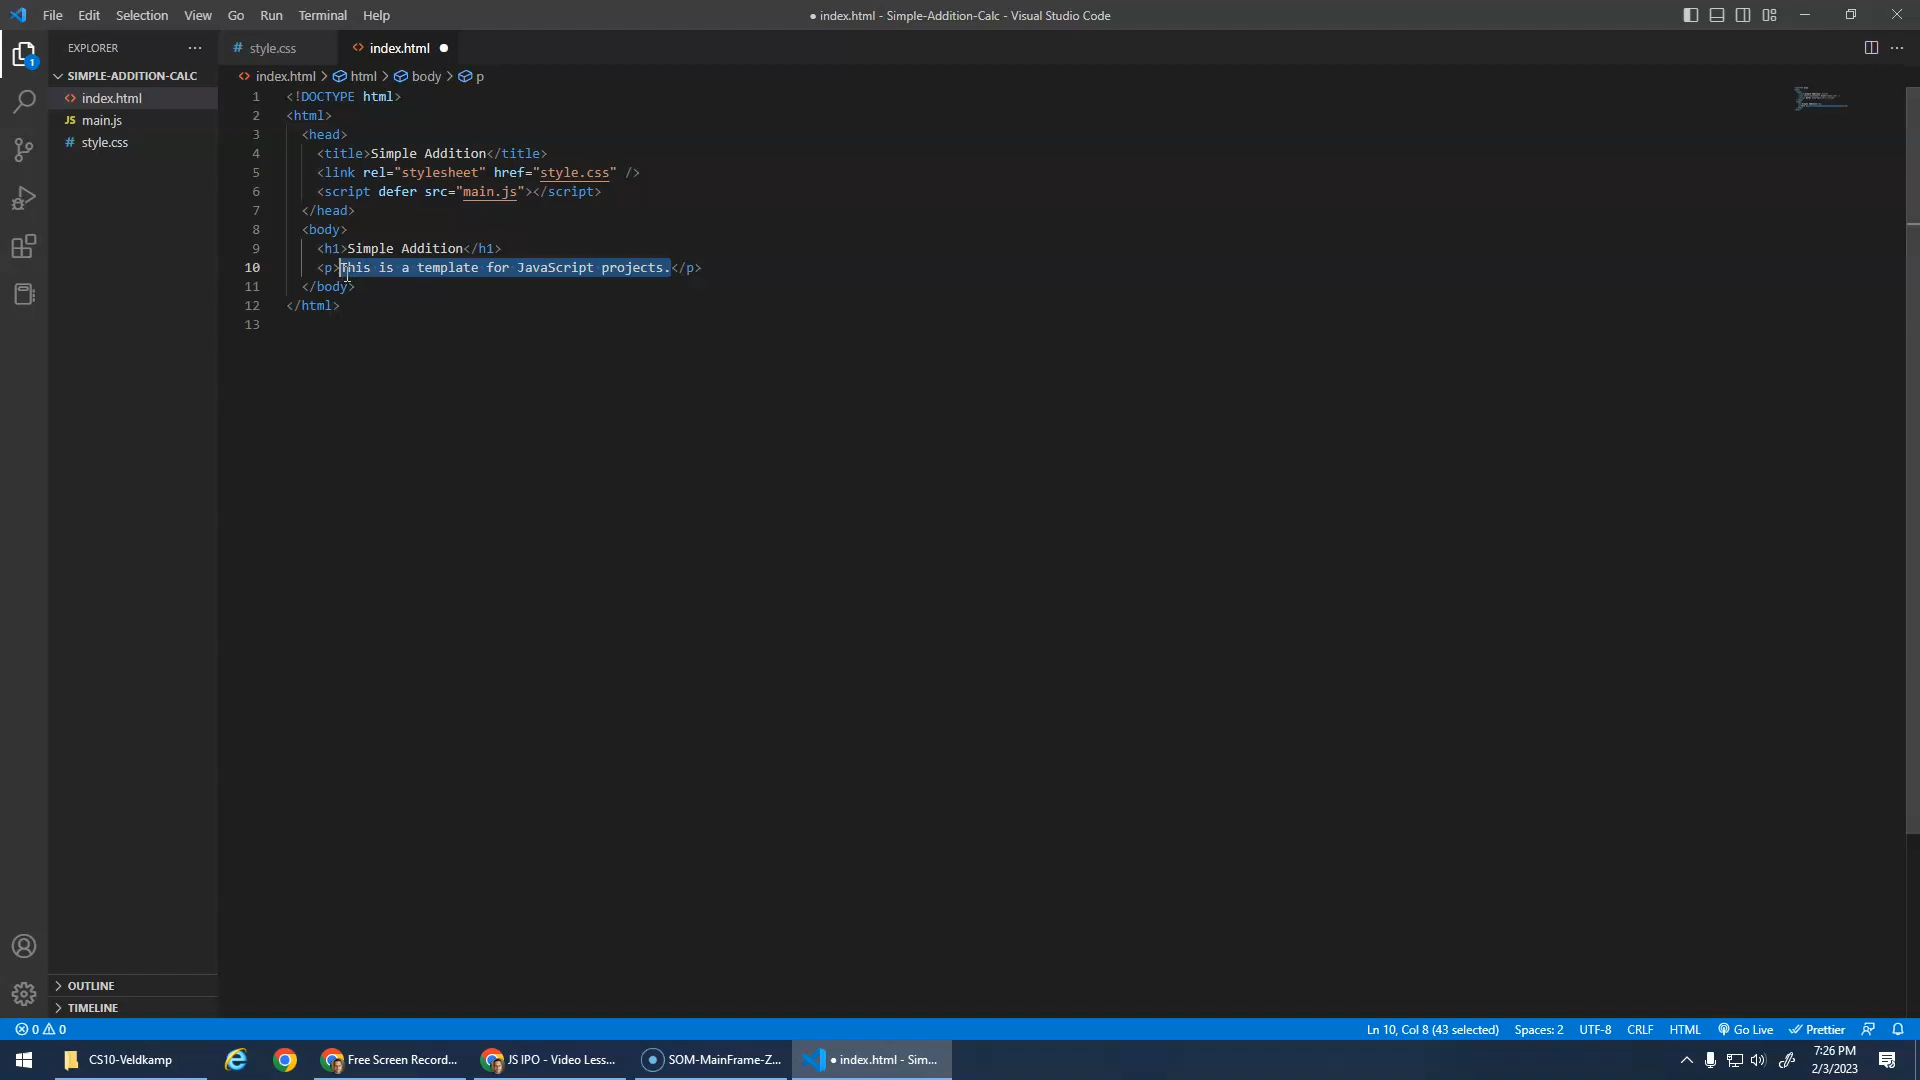 File Edit Selection View Go Run Terminal Help
● index.html - Simple-Addition-Calc - Visual Studio Code
EXPLORER
SIMPLE-ADDITION-CALC
index.html
JS main.js
# style.css
OUTLINE
TIMELINE
# style.css
<> index.html ●
<> index.html > html > body > p
1 <!DOCTYPE html>
2 <html>
3 <head>
4 <title>Simple Addition</title>
5 <link rel="stylesheet" href="style.css" />
6 <script defer src="main.js"></script>
7 </head>
8 <body>
9 <h1>Simple Addition</h1>
10 <p>This is a template for JavaScript projects.</p>
11 </body>
12 </html>
13
1
0 0
Ln 10, Col 8 (43 selected) Spaces: 2 UTF-8 CRLF HTML Go Live Prettier
CS10-Veldkamp
Free Screen Record...
JS IPO - Video Less...
SOM-MainFrame-Z...
● index.html - Sim...
7:26 PM
2/3/2023